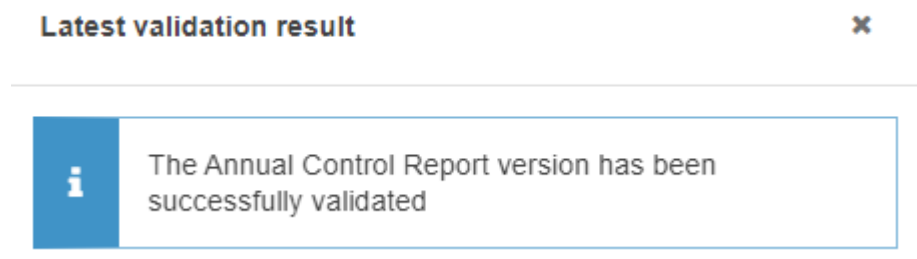 Latest validation result
The Annual Control Report version has been
successfully validated